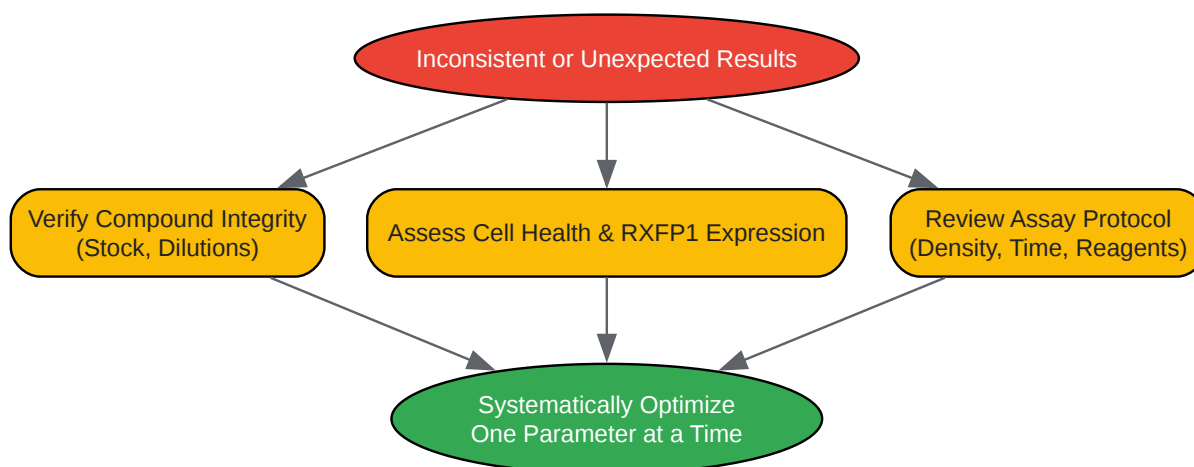 Inconsistent or Unexpected Results
Verify Compound Integrity
(Stock, Dilutions)
Assess Cell Health & RXFP1 Expression
Review Assay Protocol
(Density, Time, Reagents)
Systematically Optimize
One Parameter at a Time